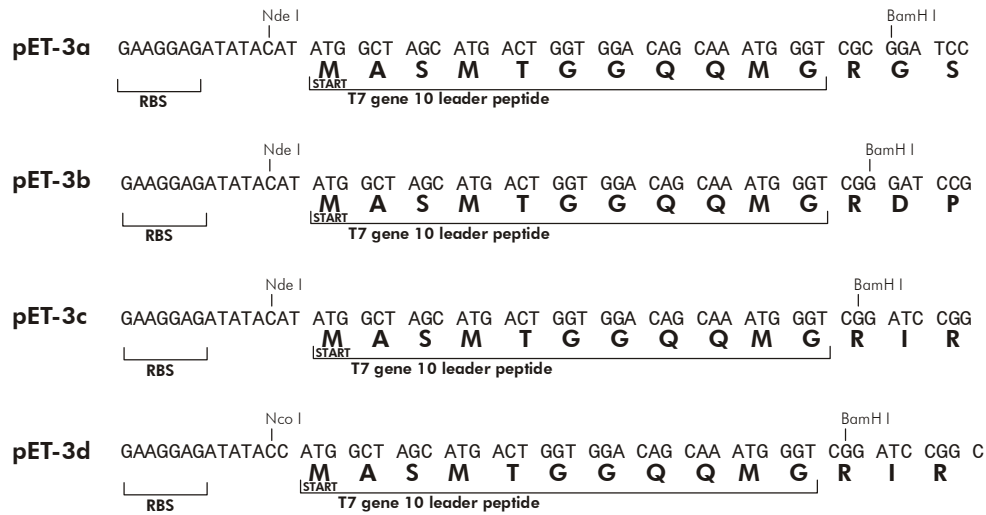 Nde I BamH I
pET-3a GAAGGAGATATACAT ATG GCT AGC ATG ACT GGT GGA CAG CAA ATG GGT CGC GGA TCC
M A S M T G G Q Q M G R G S
START
RBS T7 gene 10 leader peptide
Nde I BamH I
pET-3b GAAGGAGATATACAT ATG GCT AGC ATG ACT GGT GGA CAG CAA ATG GGT CGG GAT CCG
M A S M T G G Q Q M G R D P
START
RBS T7 gene 10 leader peptide
Nde I BamH I
pET-3c GAAGGAGATATACAT ATG GCT AGC ATG ACT GGT GGA CAG CAA ATG GGT CGG ATC CGG
M A S M T G G Q Q M G R I R
START
RBS T7 gene 10 leader peptide
Nco I BamH I
pET-3d GAAGGAGATATACC ATG GCT AGC ATG ACT GGT GGA CAG CAA ATG GGT CGG ATC CGG C
M A S M T G G Q Q M G R I R
START
RBS T7 gene 10 leader peptide